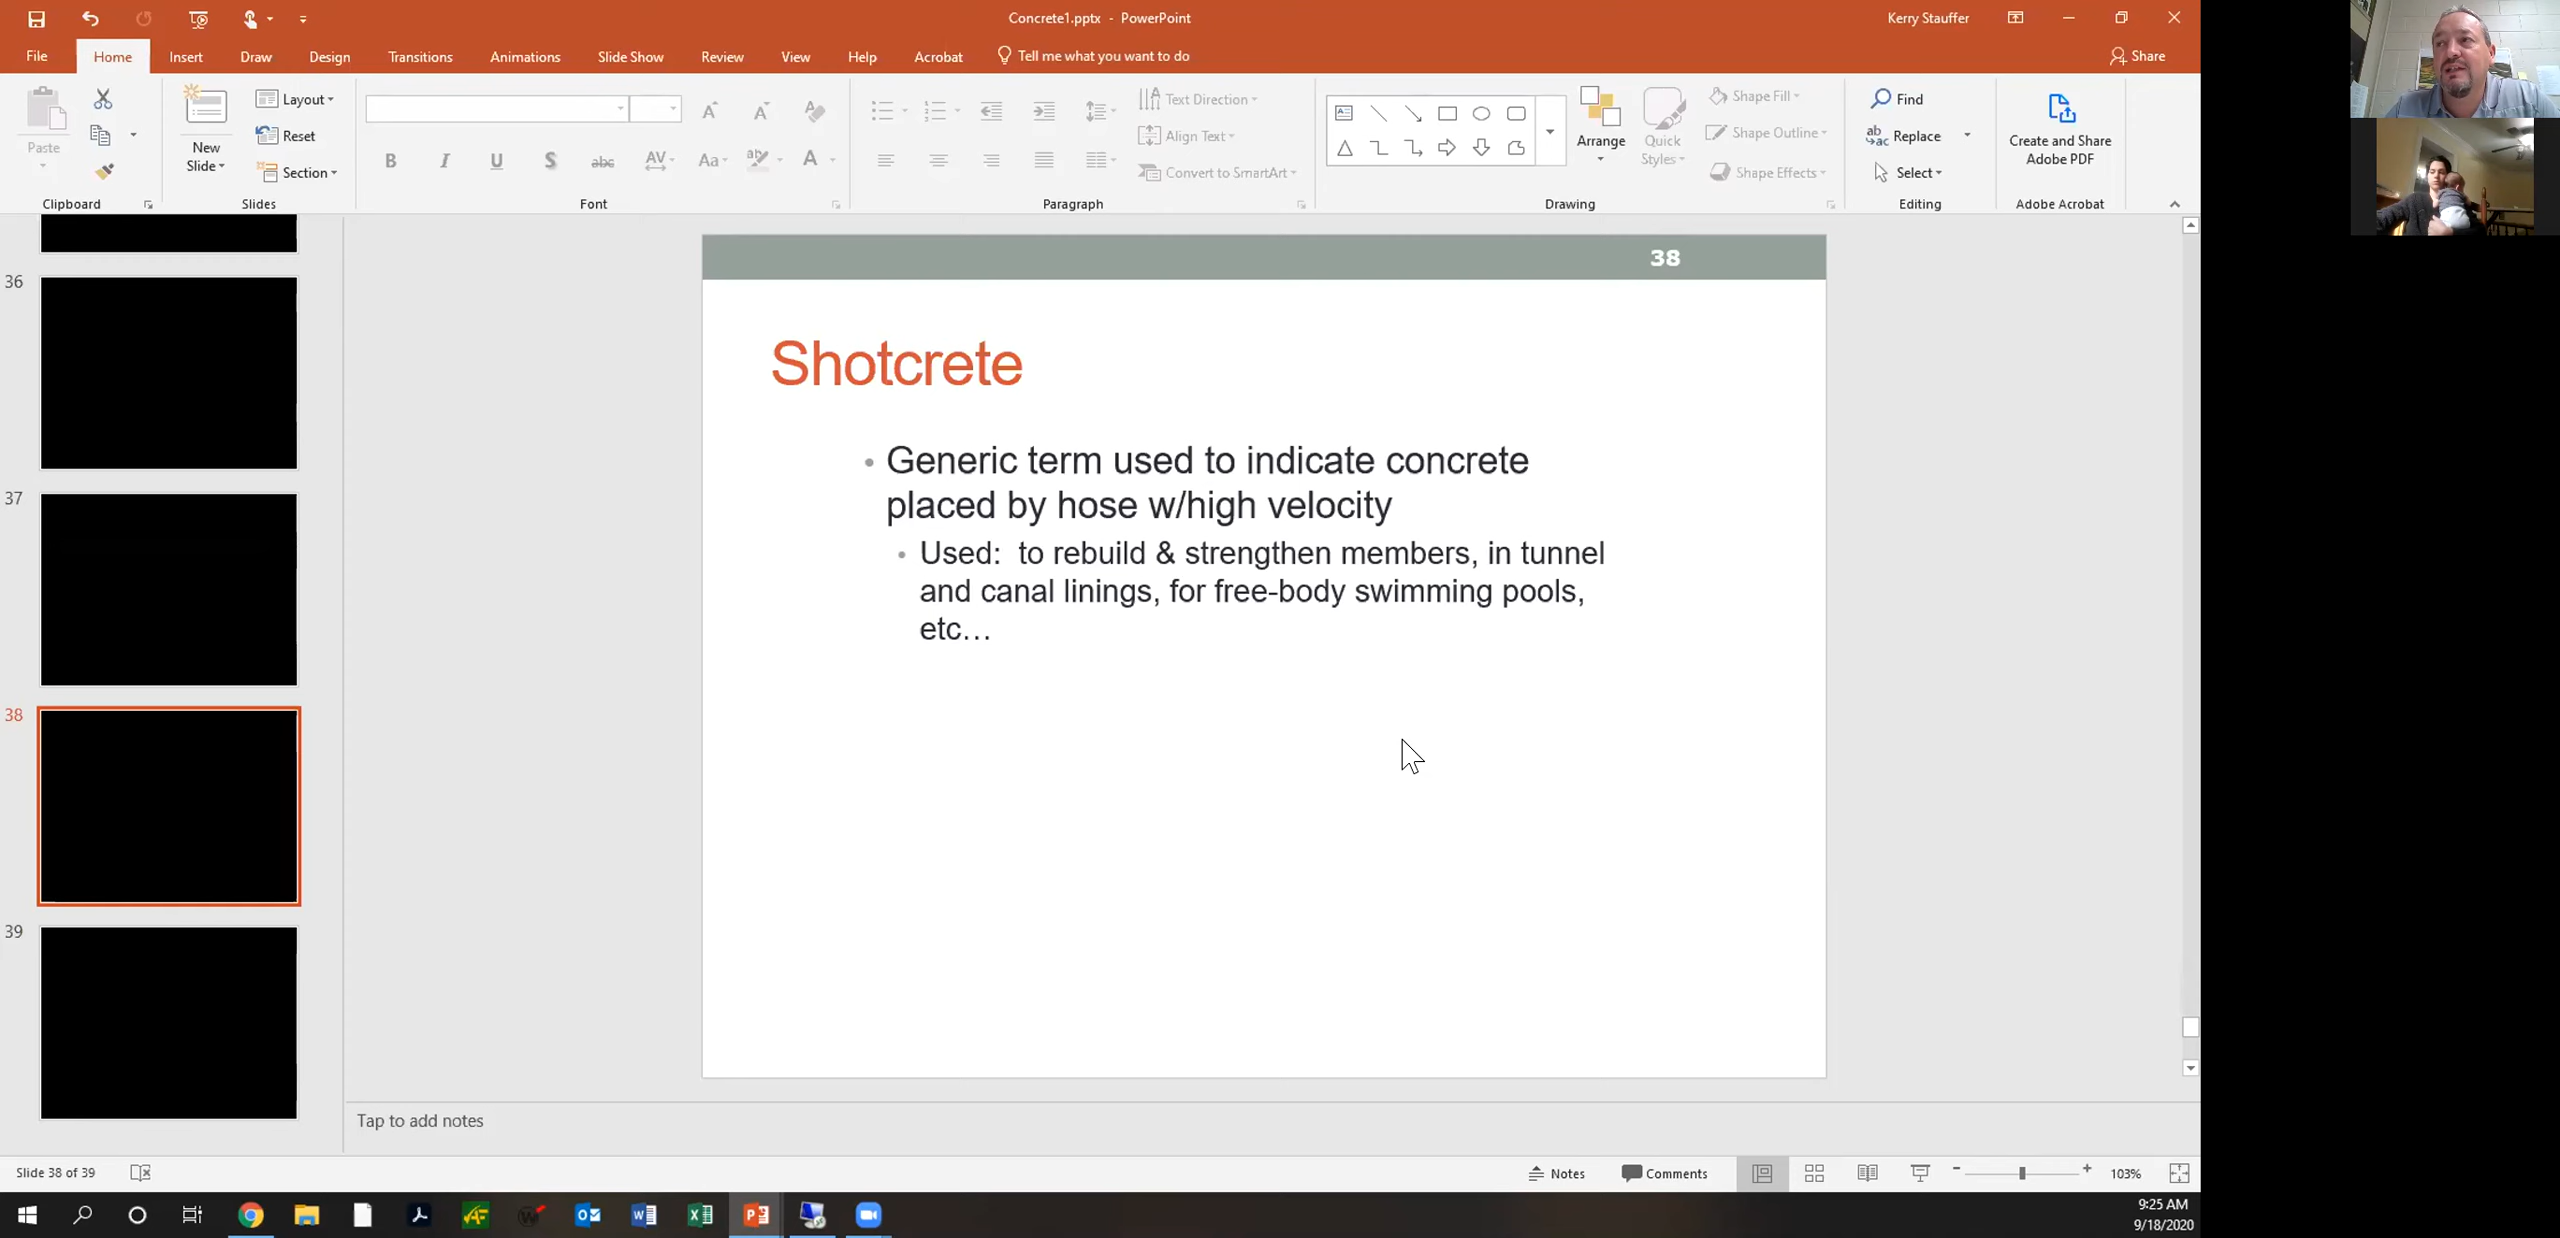 Concrete1.pptx - PowerPoint
Kerry Stauffer
File Home Insert Draw Design Transitions Animations Slide Show Review View Help Acrobat Tell me what you want to do
Share
Paste
New
Slide
Layout
Reset
Section
B I U S abc AV Aa ab A
A A
Text Direction
Align Text
Convert to SmartArt
Arrange
Quick
Styles
Shape Fill
Shape Outline
Shape Effects
Find
Replace
Select
Create and Share
Adobe PDF
Clipboard Slides Font Paragraph Drawing Editing Adobe Acrobat
36
37
38
39
38
Shotcrete
• Generic term used to indicate concrete
placed by hose w/high velocity
• Used: to rebuild & strengthen members, in tunnel
and canal linings, for free-body swimming pools,
etc…
Tap to add notes
Slide 38 of 39
Notes
Comments
103%
9:25 AM
9/18/2020